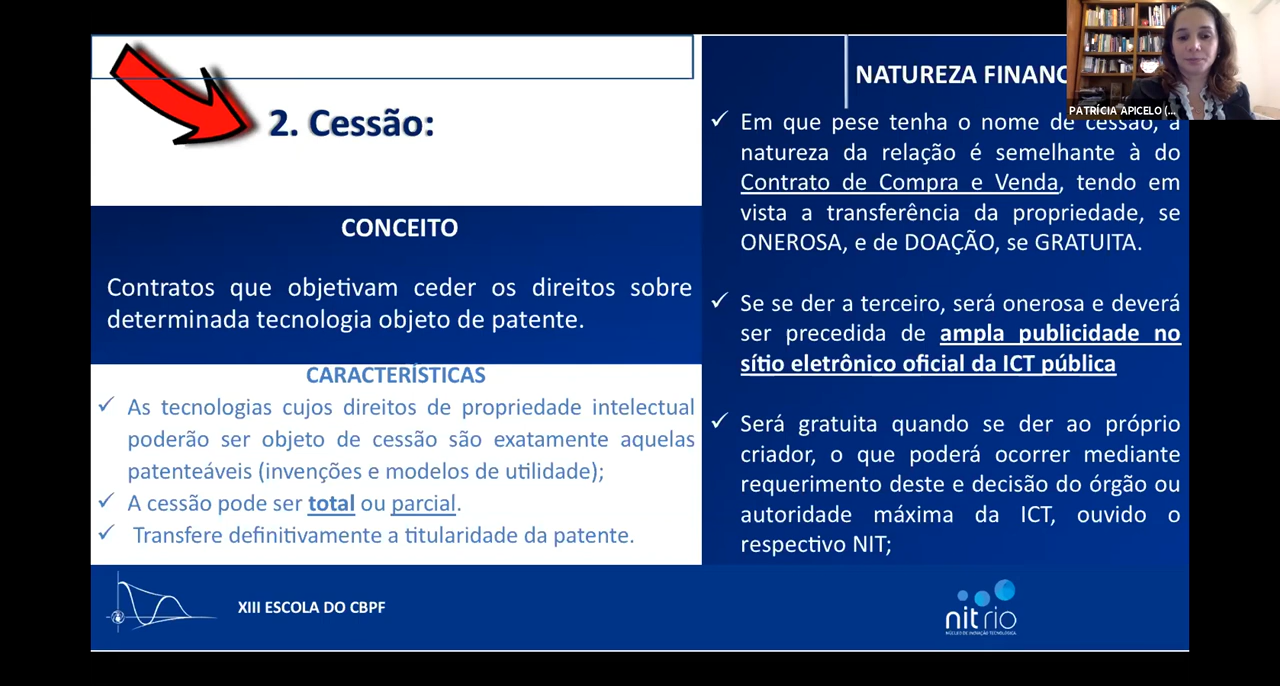 2. Cessão:
CONCEITO
Contratos que objetivam ceder os direitos sobre
determinada tecnologia objeto de patente.
CARACTERÍSTICAS
✓ As tecnologias cujos direitos de propriedade intelectual
poderão ser objeto de cessão são exatamente aquelas
patenteáveis (invenções e modelos de utilidade);
✓ A cessão pode ser total ou parcial.
✓ Transfere definitivamente a titularidade da patente.
NATUREZA
PATRÍCIA APICELO (...
✓ Em que pese tenha o nome de cessão, a
natureza da relação é semelhante à do
Contrato de Compra e Venda, tendo em
vista a transferência da propriedade, se
ONEROSA, e de DOAÇÃO, se GRATUITA.
✓ Se se der a terceiro, será onerosa e deverá
ser precedida de ampla publicidade no
sítio eletrônico oficial da ICT pública
✓ Será gratuita quando se der ao próprio
criador, o que poderá ocorrer mediante
requerimento deste e decisão do órgão ou
autoridade máxima da ICT, ouvido o
respectivo NIT;
XIII ESCOLA DO CBPF
nitrio
NÚCLEO DE INOVAÇÃO TECNOLÓGICA